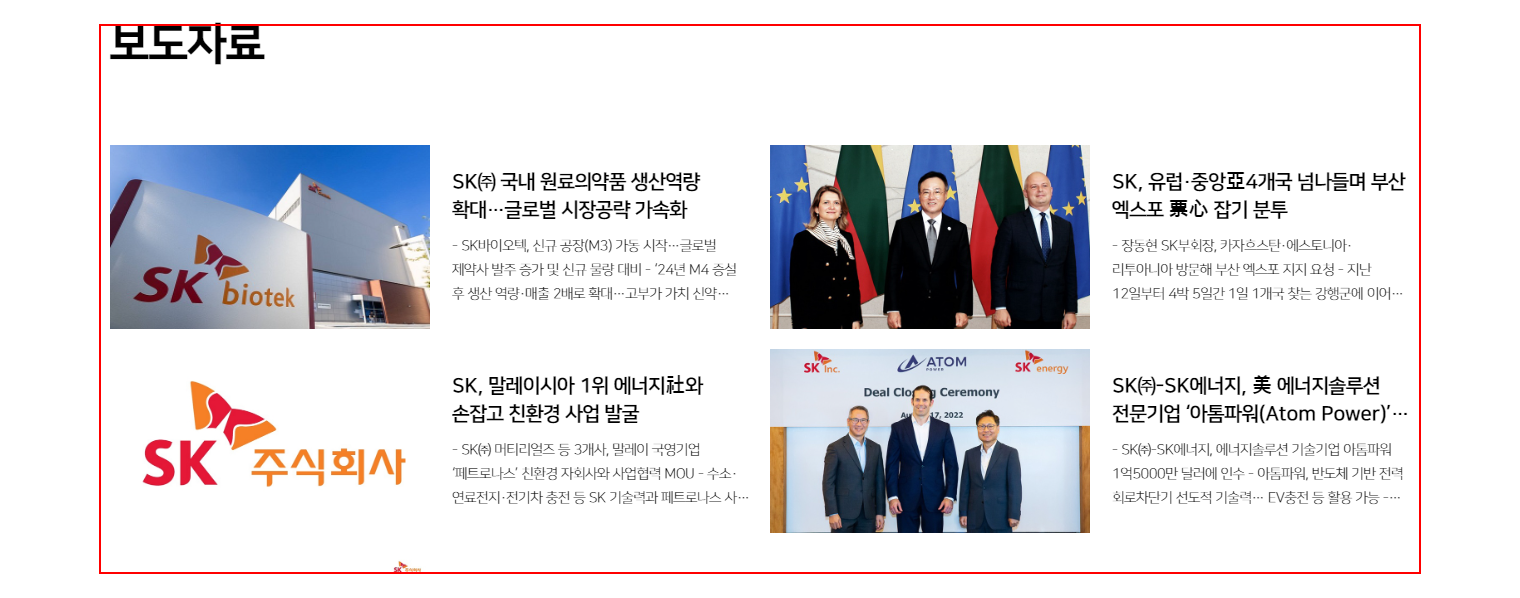 보도자료
SK biotek
SK㈜ 국내 원료의약품 생산역량
확대…글로벌 시장공략 가속화
- SK바이오텍, 신규 공장(M3) 가동 시작…글로벌
제약사 발주 증가 및 신규 물량 대비 - ‘24년 M4 증설
후 생산 역량·매출 2배로 확대…고부가 가치 신약…
SK, 유럽·중앙亞4개국 넘나들며 부산
엑스포 票心 잡기 분투
- 장동현 SK부회장, 카자흐스탄·에스토니아·
리투아니아 방문해 부산 엑스포 지지 요청 - 지난
12일부터 4박 5일간 1일 1개국 찾는 강행군에 이어…
SK 주식회사
SK, 말레이시아 1위 에너지社와
손잡고 친환경 사업 발굴
- SK㈜ 머티리얼즈 등 3개사, 말레이 국영기업
‘페트로나스’ 친환경 자회사와 사업협력 MOU - 수소·
연료전지·전기차 충전 등 SK 기술력과 페트로나스 사…
SK Inc. ATOM POWER SK energy
Deal Closing Ceremony
17, 2022
SK㈜-SK에너지, 美 에너지솔루션
전문기업 ‘아톰파워(Atom Power)’…
- SK㈜-SK에너지, 에너지솔루션 기술기업 아톰파워
1억5000만 달러에 인수 - 아톰파워, 반도체 기반 전력
회로차단기 선도적 기술력… EV충전 등 활용 가능 -…
SK